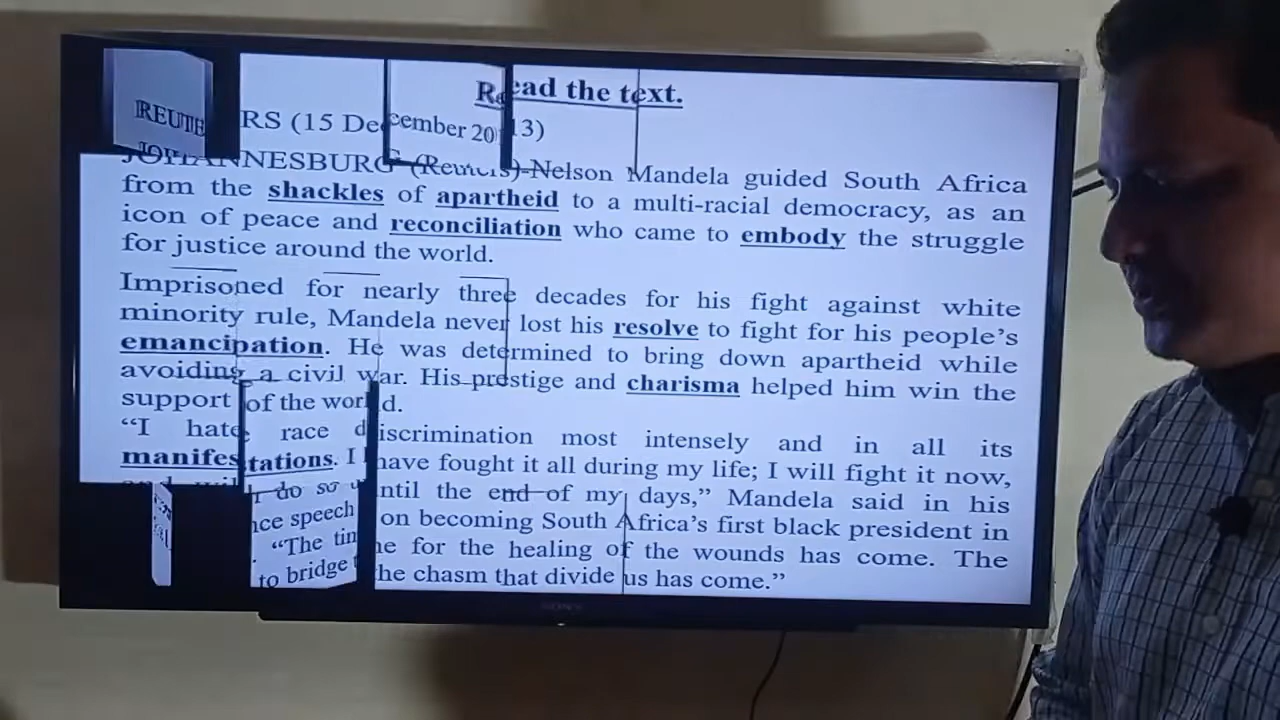 Read the text.
REUTERS (15 December 2013)
JOHANNESBURG (Reuters)-Nelson Mandela guided South Africa
from the shackles of apartheid to a multi-racial democracy, as an
icon of peace and reconciliation who came to embody the struggle
for justice around the world.
Imprisoned for nearly three decades for his fight against white
minority rule, Mandela never lost his resolve to fight for his people’s
emancipation. He was determined to bring down apartheid while
avoiding a civil war. His prestige and charisma helped him win the
support of the world.
“I hate race discrimination most intensely and in all its
manifestations. I have fought it all during my life; I will fight it now,
and will do so until the end of my days,” Mandela said in his
nce speech on becoming South Africa’s first black president in
“The time for the healing of the wounds has come. The
to bridge the chasm that divide us has come.”
SONY